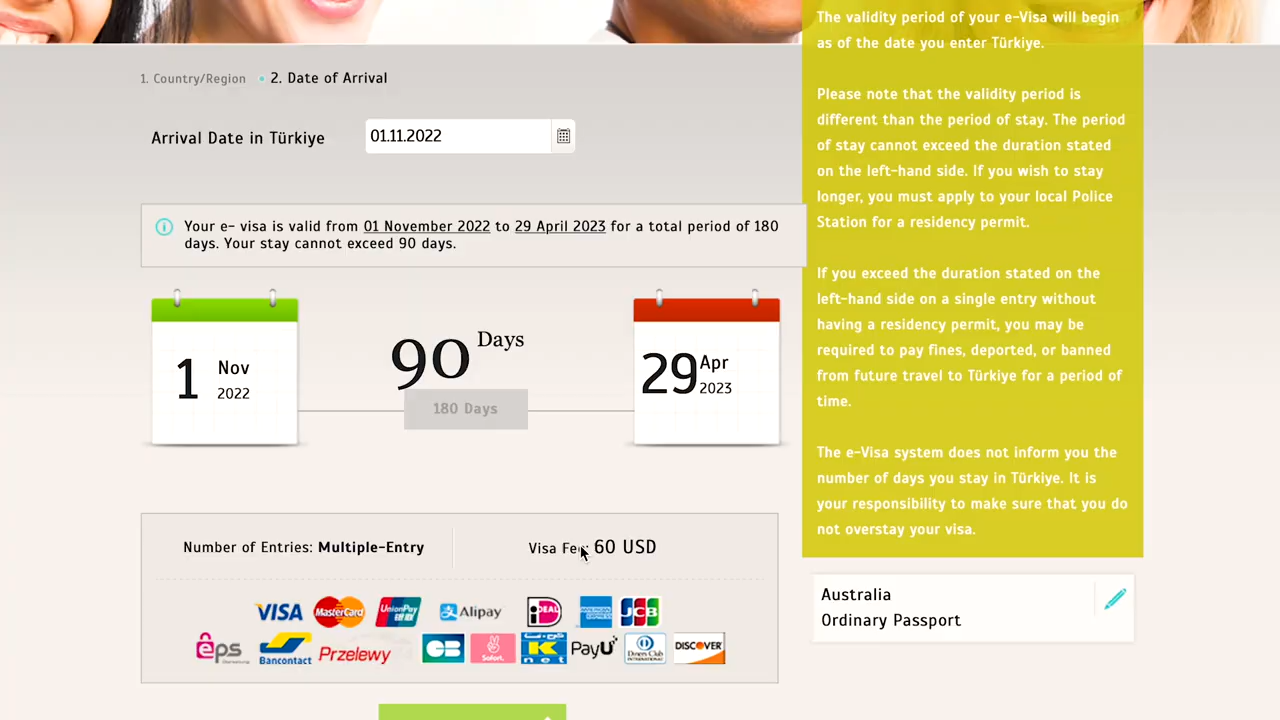 1. Country/Region
2. Date of Arrival
Arrival Date in Türkiye
01.11.2022
Your e- visa is valid from 01 November 2022 to 29 April 2023 for a total period of 180
days. Your stay cannot exceed 90 days.
1 Nov
2022
90 Days
180 Days
29 Apr
2023
Number of Entries: Multiple-Entry
Visa Fee: 60 USD
VISA
MasterCard
UnionPay
银联
Alipay
iDEAL
AMERICAN EXPRESS
JCB
eps
Bancontact
Przelewy
CB
Sofort.
K net
PayU
Diners Club
INTERNATIONAL
DISCOVER
The validity period of your e-Visa will begin
as of the date you enter Türkiye.
Please note that the validity period is
different than the period of stay. The period
of stay cannot exceed the duration stated
on the left-hand side. If you wish to stay
longer, you must apply to your local Police
Station for a residency permit.
If you exceed the duration stated on the
left-hand side on a single entry without
having a residency permit, you may be
required to pay fines, deported, or banned
from future travel to Türkiye for a period of
time.
The e-Visa system does not inform you the
number of days you stay in Türkiye. It is
your responsibility to make sure that you do
not overstay your visa.
Australia
Ordinary Passport